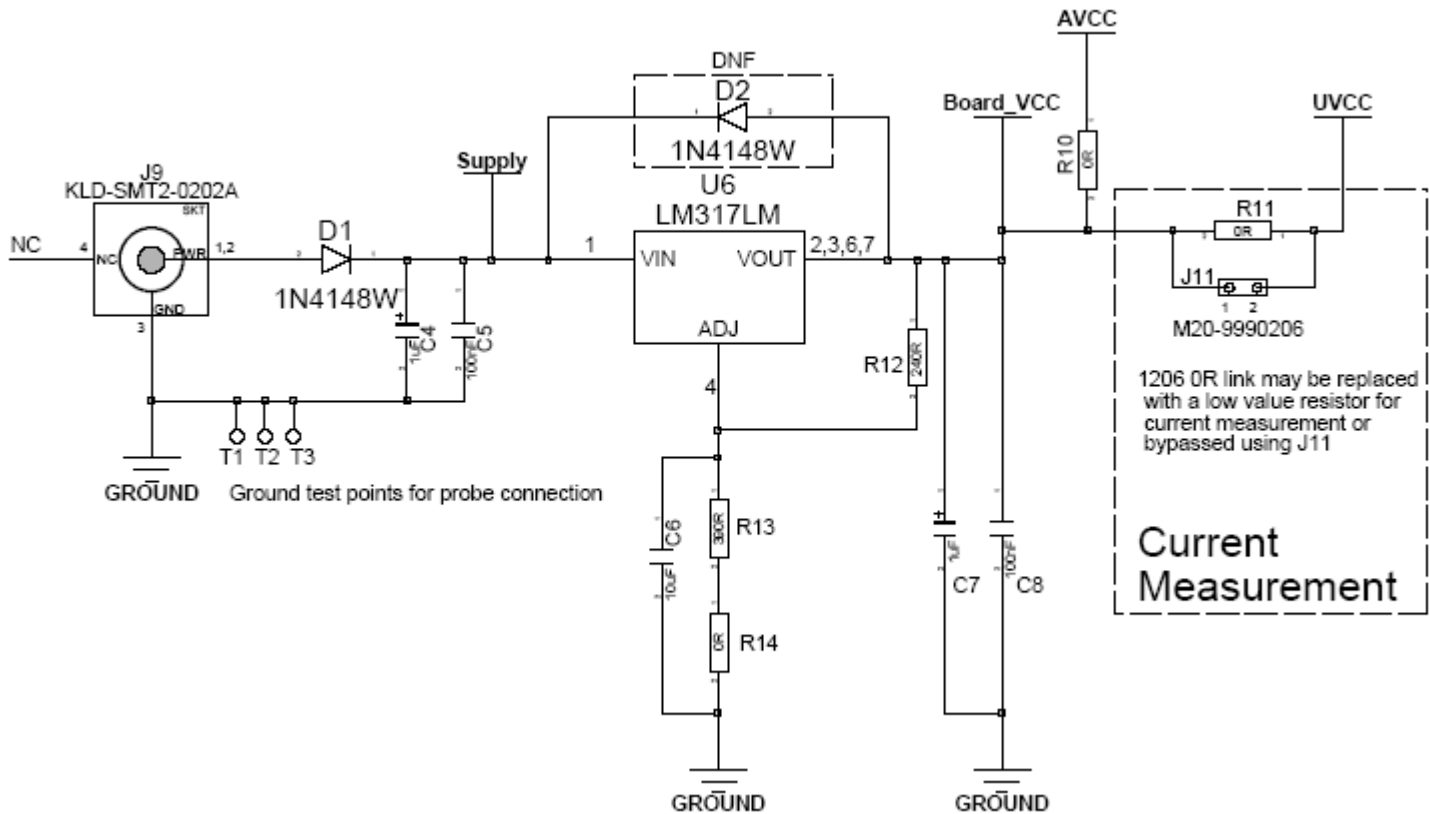 AVCC
DNF
D2
1N4148W
Board_VCC
UVCC
R10
0R
J9
KLD-SMT2-0202A
SKT
Supply
U6
LM317LM
R11
0R
NC
4
NC
PWR
1,2
D1
1N4148W
1
VIN
VOUT
2,3,6,7
GND
3
J11
1 2
M20-9990206
ADJ
C4
1uF
C5
100nF
R12
240R
4
1206 0R link may be replaced
with a low value resistor for
current measurement or
bypassed using J11
T1 T2 T3
GROUND
Ground test points for probe connection
C6
10uF
390R
R13
1uF
C7
100nF
C8
Current
Measurement
0R
R14
GROUND
GROUND